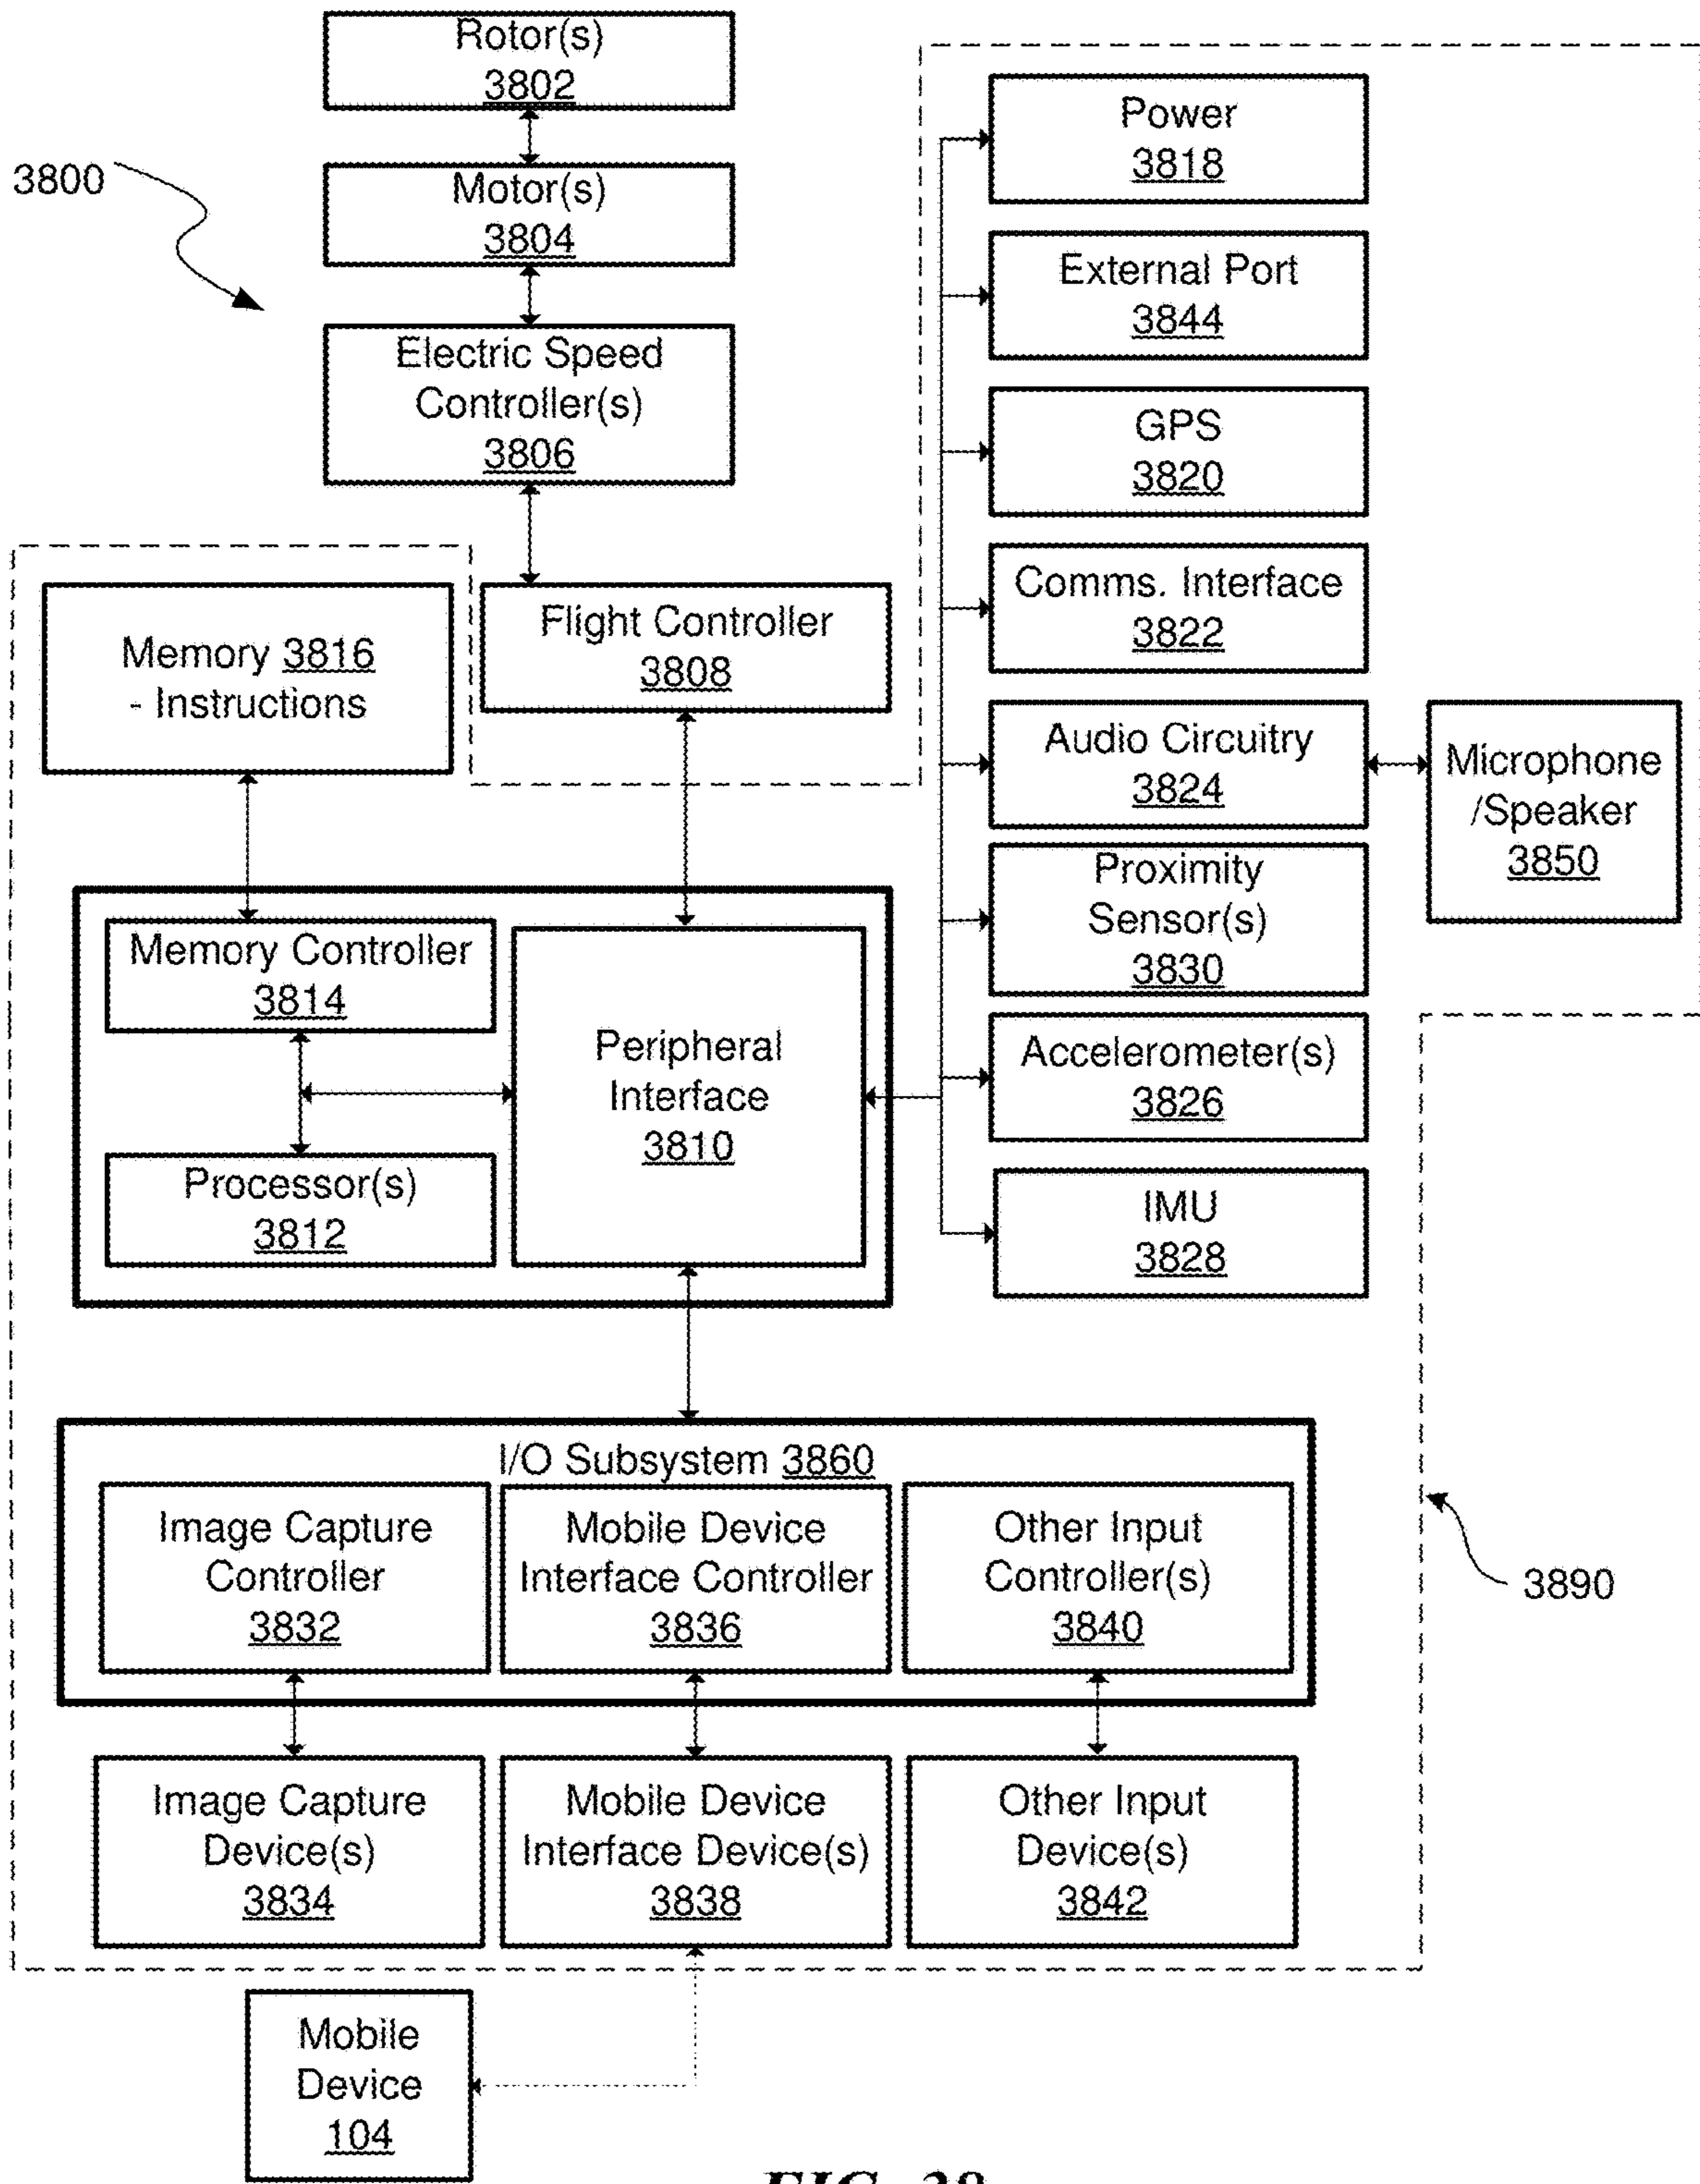 Rotor(s)
3802
3800
Motor(s)
3804
Electric Speed
Controller(s)
3806
Memory 3816
- Instructions
Flight Controller
3808
Power
3818
External Port
3844
GPS
3820
Comms. Interface
3822
Audio Circuitry
3824
Microphone
/Speaker
3850
Proximity
Sensor(s)
3830
Accelerometer(s)
3826
IMU
3828
Memory Controller
3814
Peripheral
Interface
3810
Processor(s)
3812
I/O Subsystem 3860
Image Capture
Controller
3832
Mobile Device
Interface Controller
3836
Other Input
Controller(s)
3840
3890
Image Capture
Device(s)
3834
Mobile Device
Interface Device(s)
3838
Other Input
Device(s)
3842
Mobile
Device
104
FIG. 38